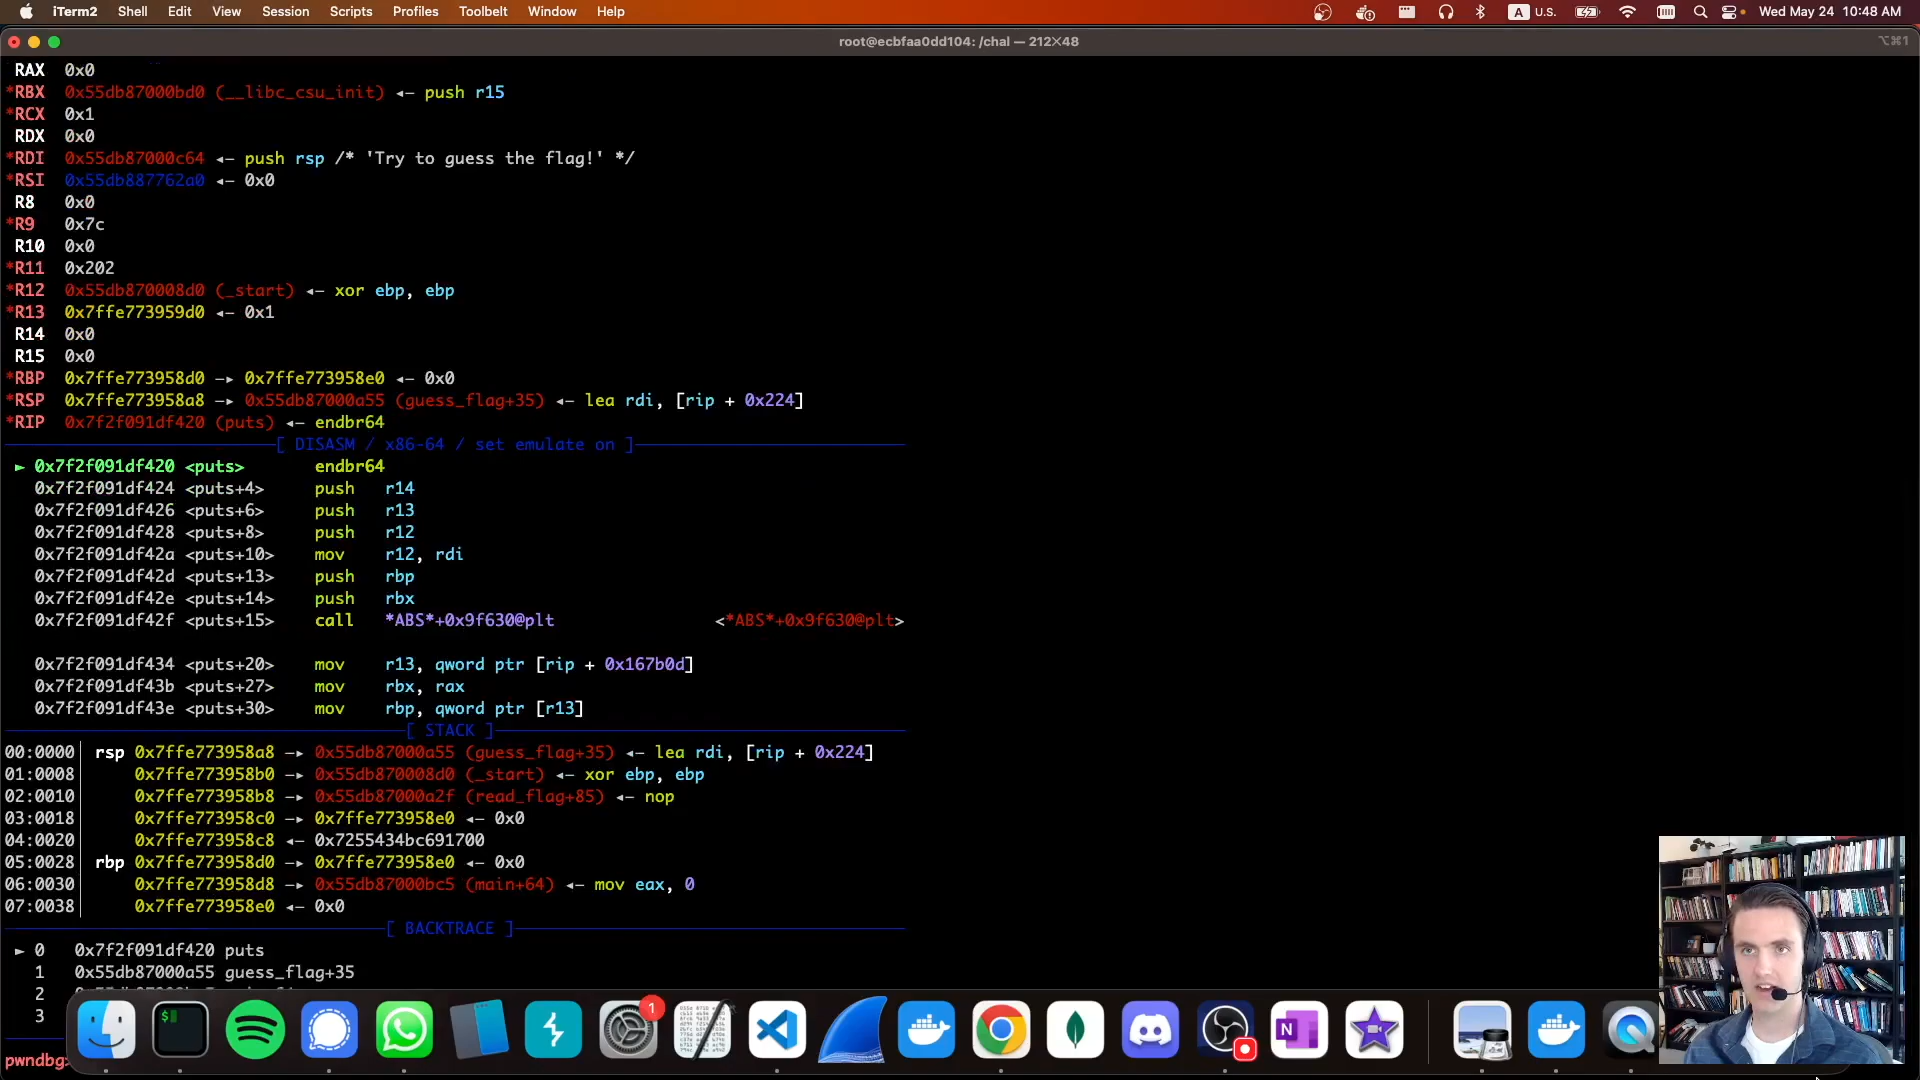 iTerm2 Shell Edit View Session Scripts Profiles Toolbelt Window Help A U.S. Wed May 24 10:48 AM
root@ecbfaa0dd104: /chal — 212×48 ⌥⌘1
RAX 0x0
*RBX 0x55db87000bd0 (__libc_csu_init) ◂— push r15
*RCX 0x1
RDX 0x0
*RDI 0x55db87000c64 ◂— push rsp /* 'Try to guess the flag!' */
*RSI 0x55db887762a0 ◂— 0x0
R8 0x0
*R9 0x7c
R10 0x0
*R11 0x202
*R12 0x55db870008d0 (_start) ◂— xor ebp, ebp
*R13 0x7ffe773959d0 ◂— 0x1
R14 0x0
R15 0x0
*RBP 0x7ffe773958d0 —▸ 0x7ffe773958e0 ◂— 0x0
*RSP 0x7ffe773958a8 —▸ 0x55db87000a55 (guess_flag+35) ◂— lea rdi, [rip + 0x224]
*RIP 0x7f2f091df420 (puts) ◂— endbr64
[ DISASM / x86-64 / set emulate on ]
► 0x7f2f091df420 <puts> endbr64
0x7f2f091df424 <puts+4> push r14
0x7f2f091df426 <puts+6> push r13
0x7f2f091df428 <puts+8> push r12
0x7f2f091df42a <puts+10> mov r12, rdi
0x7f2f091df42d <puts+13> push rbp
0x7f2f091df42e <puts+14> push rbx
0x7f2f091df42f <puts+15> call *ABS*+0x9f630@plt <*ABS*+0x9f630@plt>
0x7f2f091df434 <puts+20> mov r13, qword ptr [rip + 0x167b0d]
0x7f2f091df43b <puts+27> mov rbx, rax
0x7f2f091df43e <puts+30> mov rbp, qword ptr [r13]
[ STACK ]
00:0000│ rsp 0x7ffe773958a8 —▸ 0x55db87000a55 (guess_flag+35) ◂— lea rdi, [rip + 0x224]
01:0008│ 0x7ffe773958b0 —▸ 0x55db870008d0 (_start) ◂— xor ebp, ebp
02:0010│ 0x7ffe773958b8 —▸ 0x55db87000a2f (read_flag+85) ◂— nop
03:0018│ 0x7ffe773958c0 —▸ 0x7ffe773958e0 ◂— 0x0
04:0020│ 0x7ffe773958c8 ◂— 0x7255434bc691700
05:0028│ rbp 0x7ffe773958d0 —▸ 0x7ffe773958e0 ◂— 0x0
06:0030│ 0x7ffe773958d8 —▸ 0x55db87000bc5 (main+64) ◂— mov eax, 0
07:0038│ 0x7ffe773958e0 ◂— 0x0
[ BACKTRACE ]
► 0 0x7f2f091df420 puts
1 0x55db87000a55 guess_flag+35
2
3
pwndbg>
1
$
N